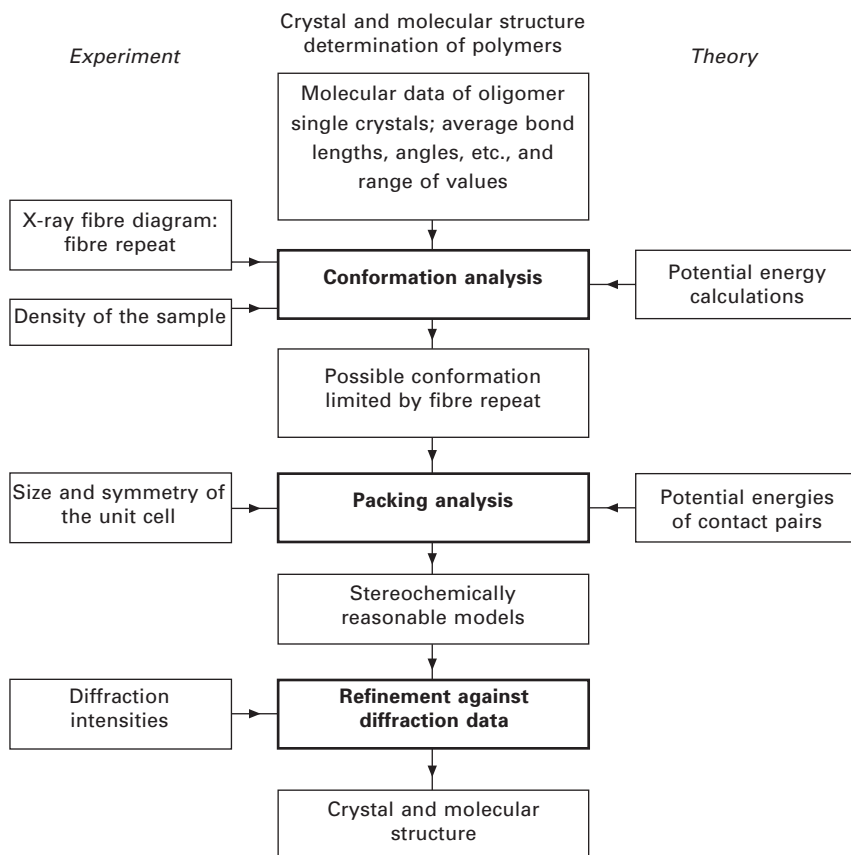 Crystal and molecular structure
determination of polymers
Experiment
Theory
Molecular data of oligomer
single crystals; average bond
lengths, angles, etc., and
range of values
X-ray fibre diagram:
fibre repeat
Density of the sample
Conformation analysis
Potential energy
calculations
Possible conformation
limited by fibre repeat
Size and symmetry of
the unit cell
Packing analysis
Potential energies
of contact pairs
Stereochemically
reasonable models
Diffraction
intensities
Refinement against
diffraction data
Crystal and molecular
structure